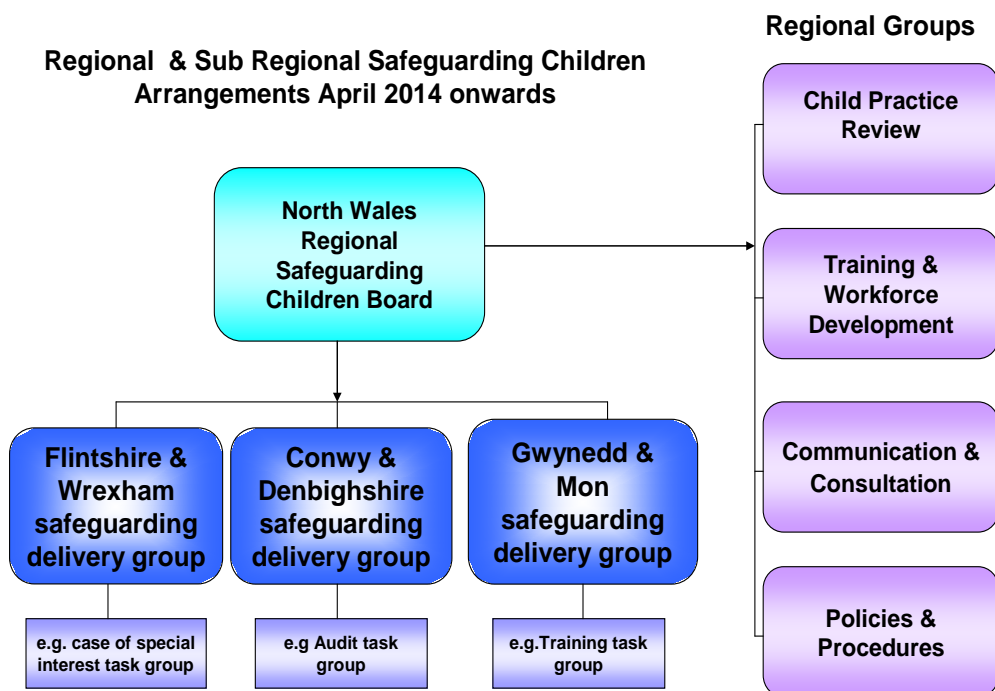 Regional & Sub Regional Safeguarding Children
Arrangements April 2014 onwards
Regional Groups
Child Practice
Review
North Wales
Regional
Safeguarding
Children Board
Training &
Workforce
Development
Communication &
Consultation
Policies &
Procedures
Flintshire &
Wrexham
safeguarding
delivery group
Conwy &
Denbighshire
safeguarding
delivery group
Gwynedd &
Mon
safeguarding
delivery group
e.g. case of special
interest task group
e.g Audit task
group
e.g.Training task
group